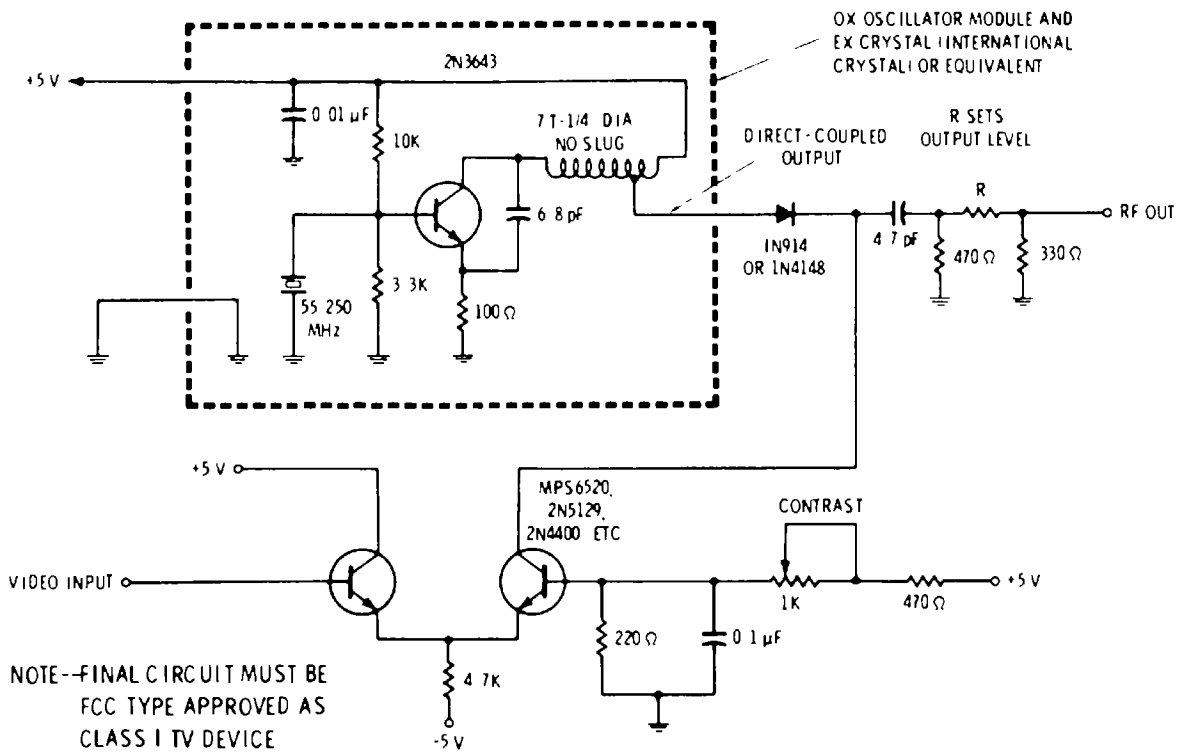 OX OSCILLATOR MODULE AND
EX CRYSTAL (INTERNATIONAL
CRYSTAL) OR EQUIVALENT
2N3643
+5 V
0 01 µF
10K
7 T-1/4 DIA
NO SLUG
DIRECT-COUPLED
OUTPUT
R SETS
OUTPUT LEVEL
R
RF OUT
6 8 pF
1N914
OR 1N4148
4 7 pF
470 Ω
330 Ω
3 3K
55 250
MHz
100 Ω
+5 V
MPS6520,
2N5129,
2N4400 ETC
CONTRAST
VIDEO INPUT
1K
470 Ω
+5 V
220 Ω
0 1 µF
4 7K
-5 V
NOTE--FINAL CIRCUIT MUST BE
FCC TYPE APPROVED AS
CLASS I TV DEVICE